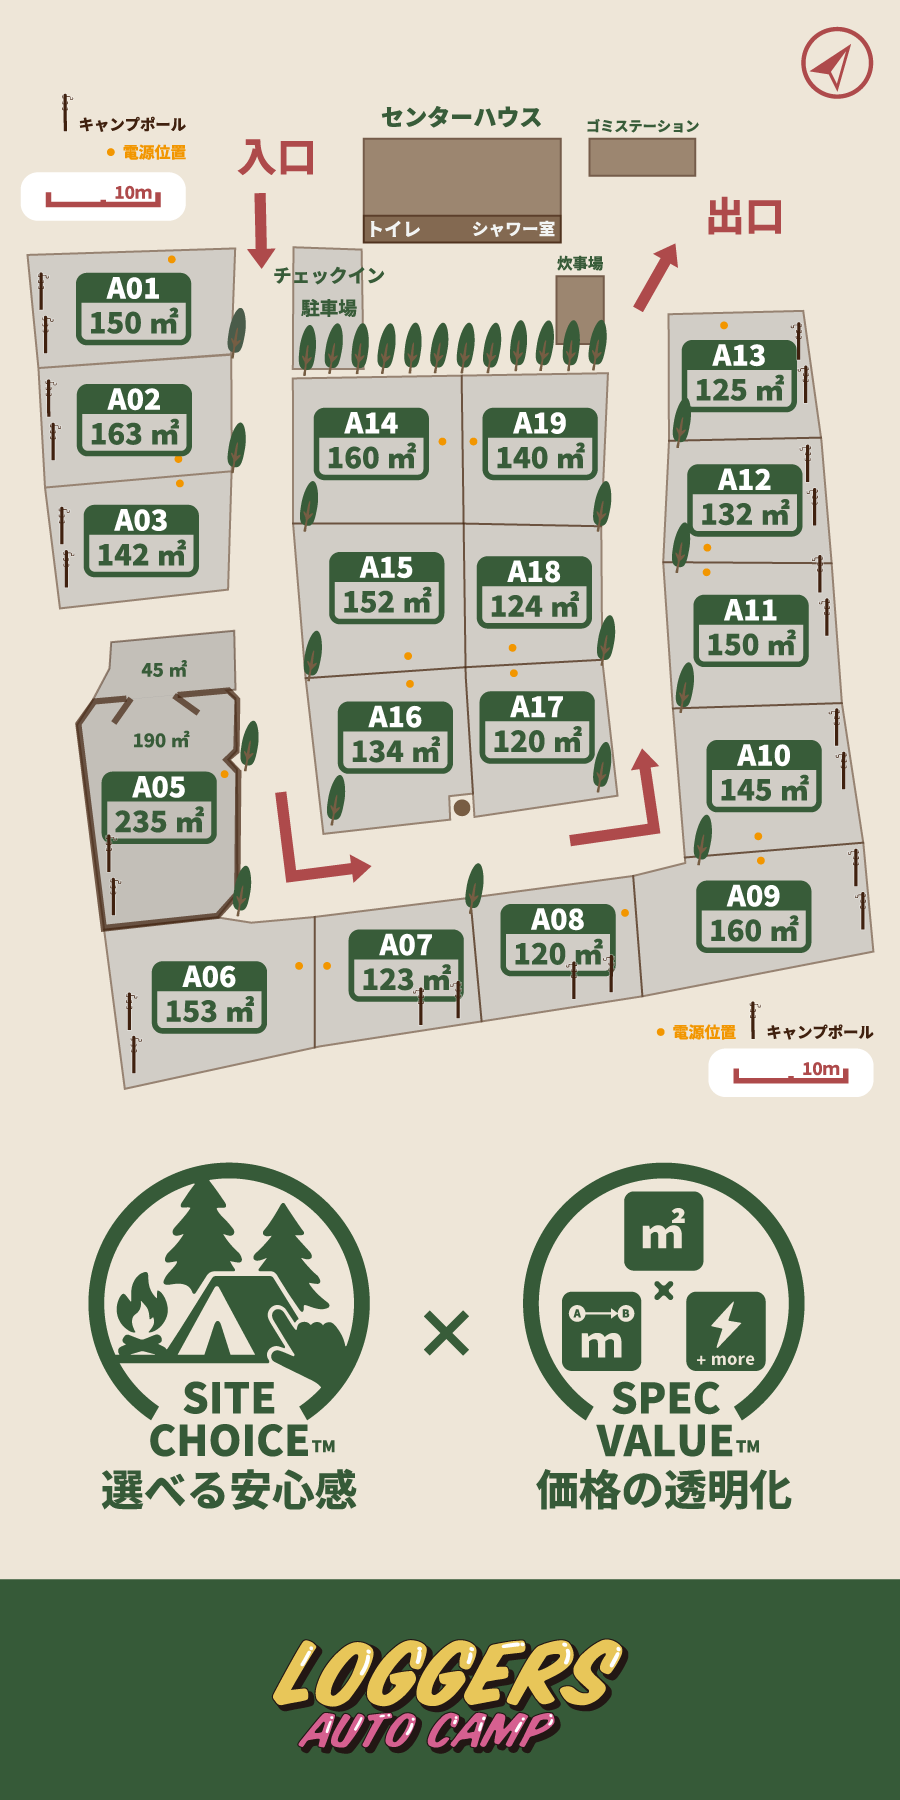 キャンプポール
電源位置
10m
入口
センターハウス
トイレ シャワー室
ゴミステーション
出口
チェックイン
駐車場
炊事場
A01
150 ㎡
A02
163 ㎡
A03
142 ㎡
A14
160 ㎡
A19
140 ㎡
A15
152 ㎡
A18
124 ㎡
A16
134 ㎡
A17
120 ㎡
A13
125 ㎡
A12
132 ㎡
A11
150 ㎡
A10
145 ㎡
45 ㎡
190 ㎡
A05
235 ㎡
A06
153 ㎡
A07
123 ㎡
A08
120 ㎡
A09
160 ㎡
電源位置 キャンプポール
10m
SITE
CHOICE™
選べる安心感
×
m²
×
A B
m
+ more
SPEC
VALUE™
価格の透明化
LOGGERS
AUTO CAMP